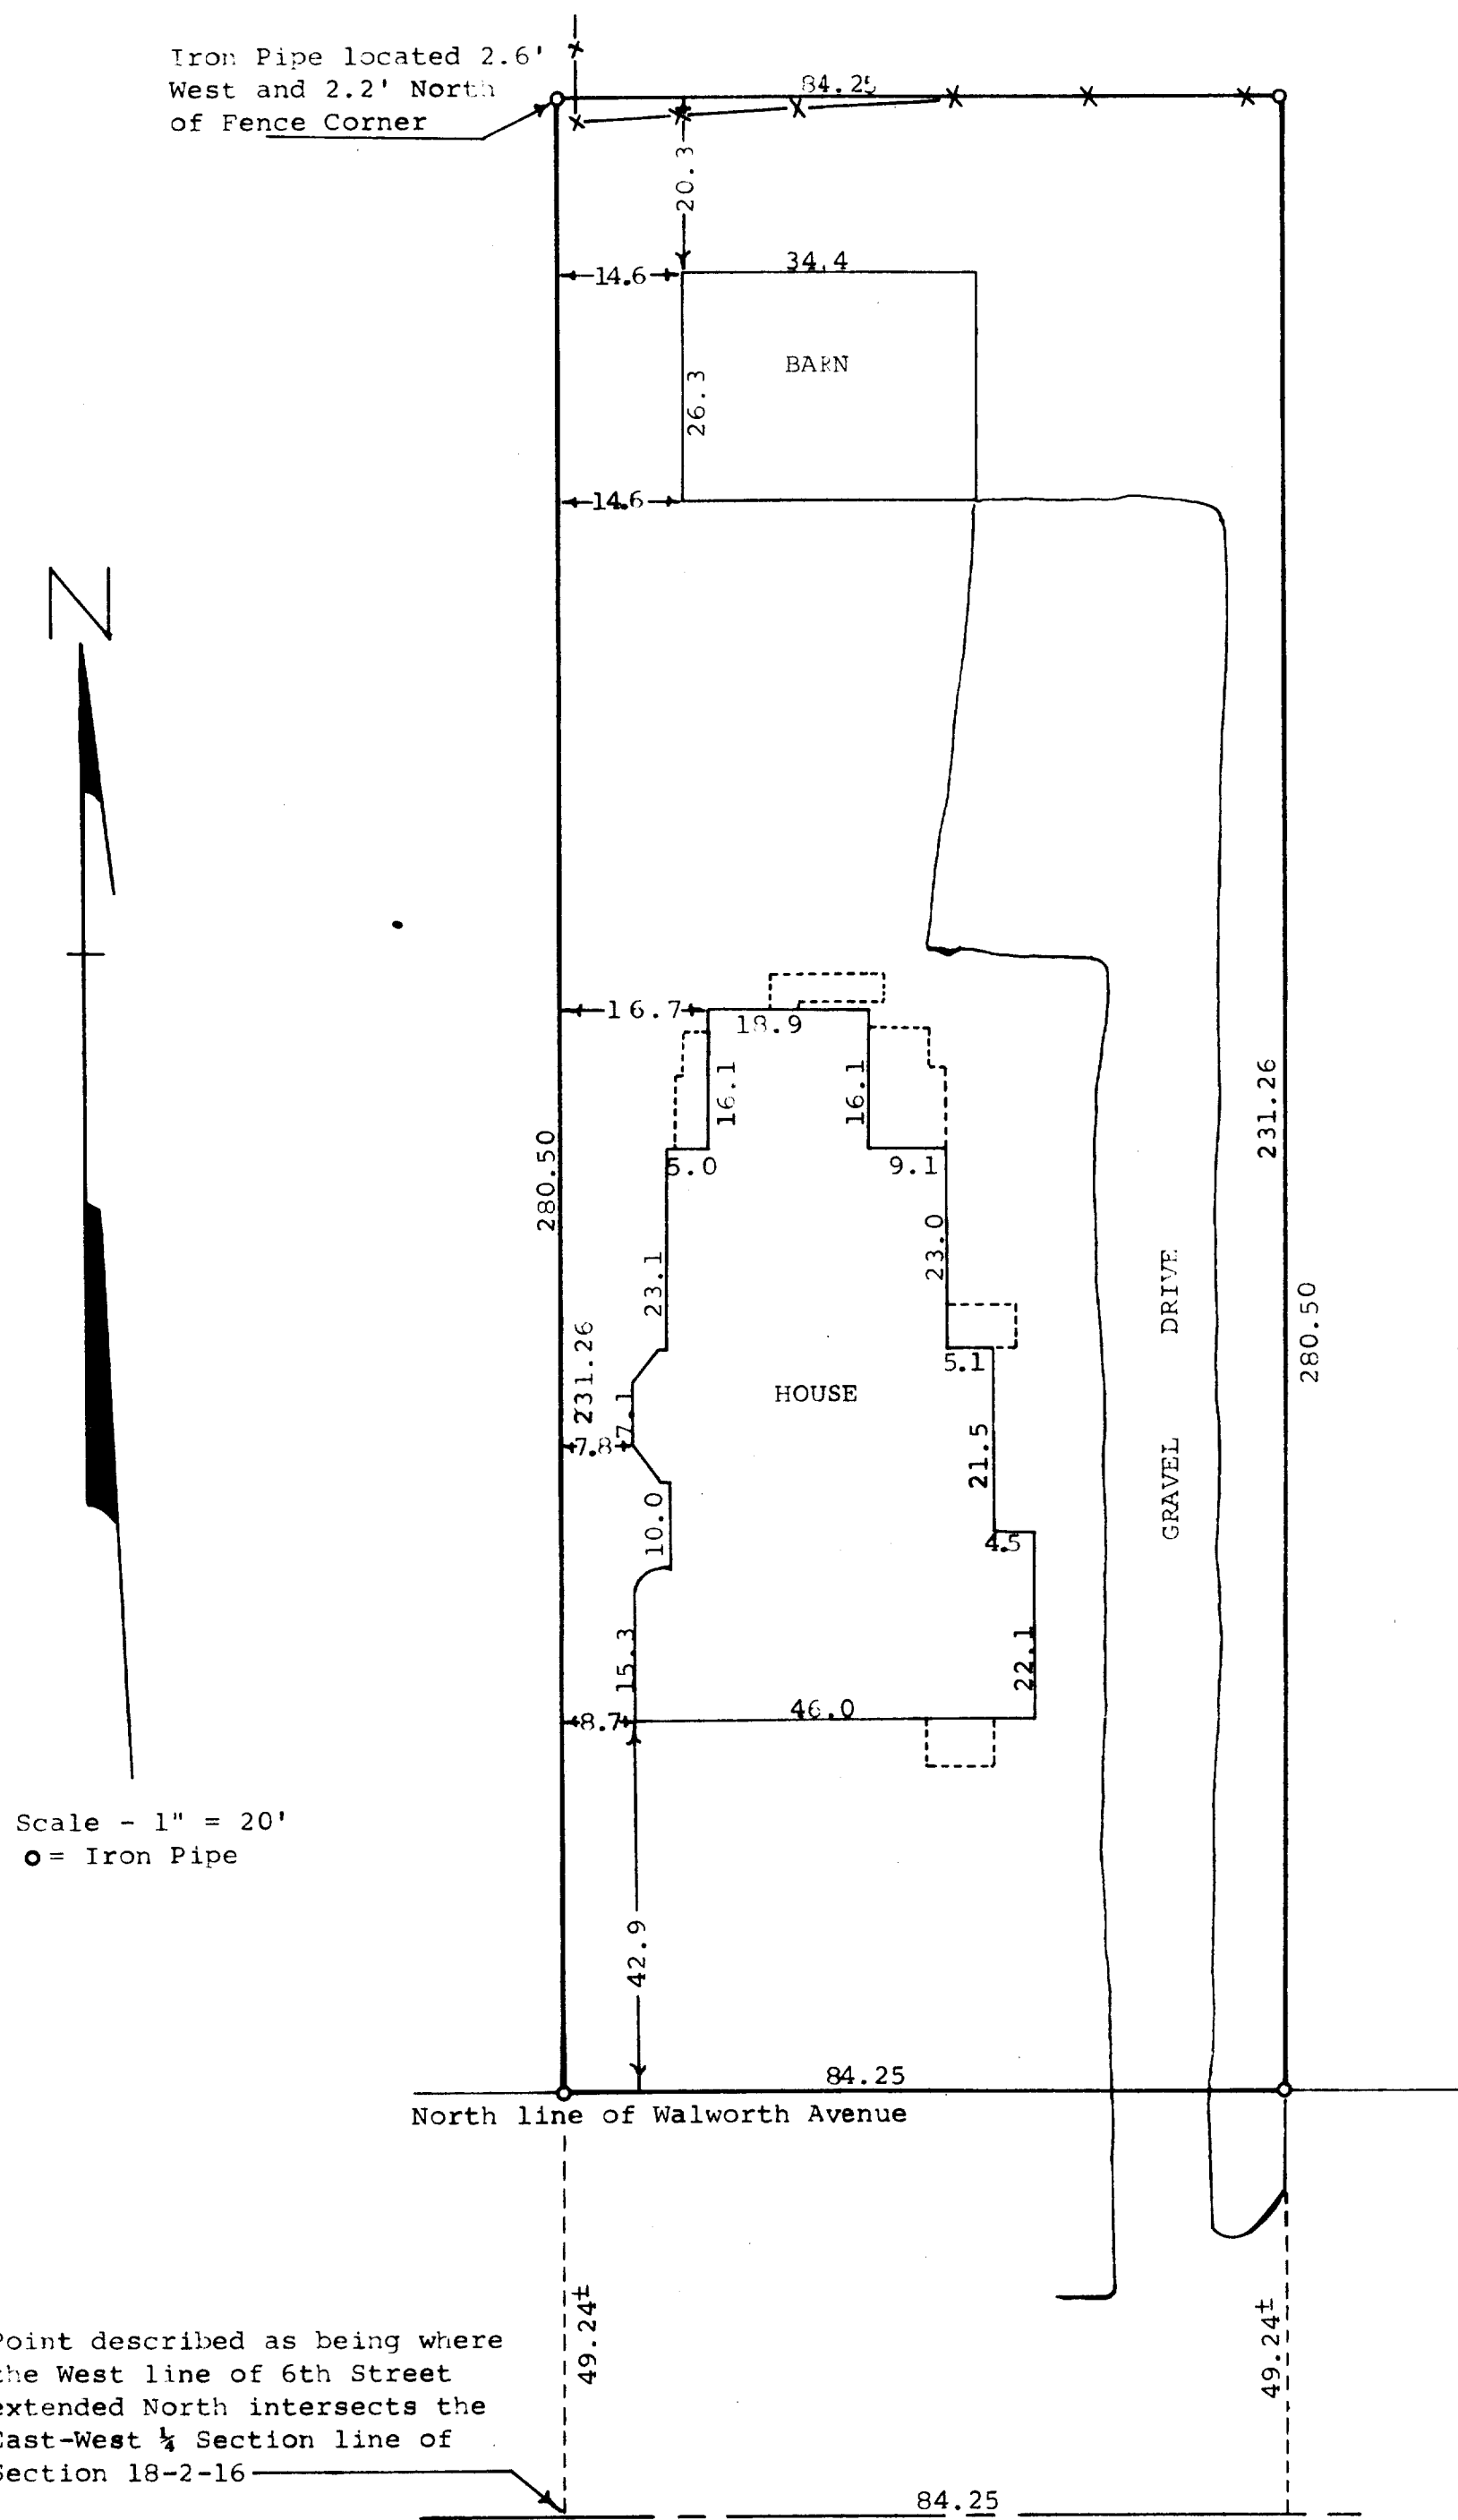 Iron Pipe located 2.6'
West and 2.2' North
of Fence Corner
84.25
20.3
14.6
34.4
BARN
26.3
14.6
N
16.7
18.9
16.1
16.1
5.0
9.1
280.50
231.26
23.1
23.0
231.26
280.50
5.1
7.1
7.8
HOUSE
GRAVEL DRIVE
21.5
10.0
4.5
15.3
22.1
8.7
46.0
Scale - 1" = 20'
o = Iron Pipe
42.9
84.25
North line of Walworth Avenue
49.24±
49.24±
Point described as being where
the West line of 6th Street
extended North intersects the
East-West ¼ Section line of
Section 18-2-16
84.25